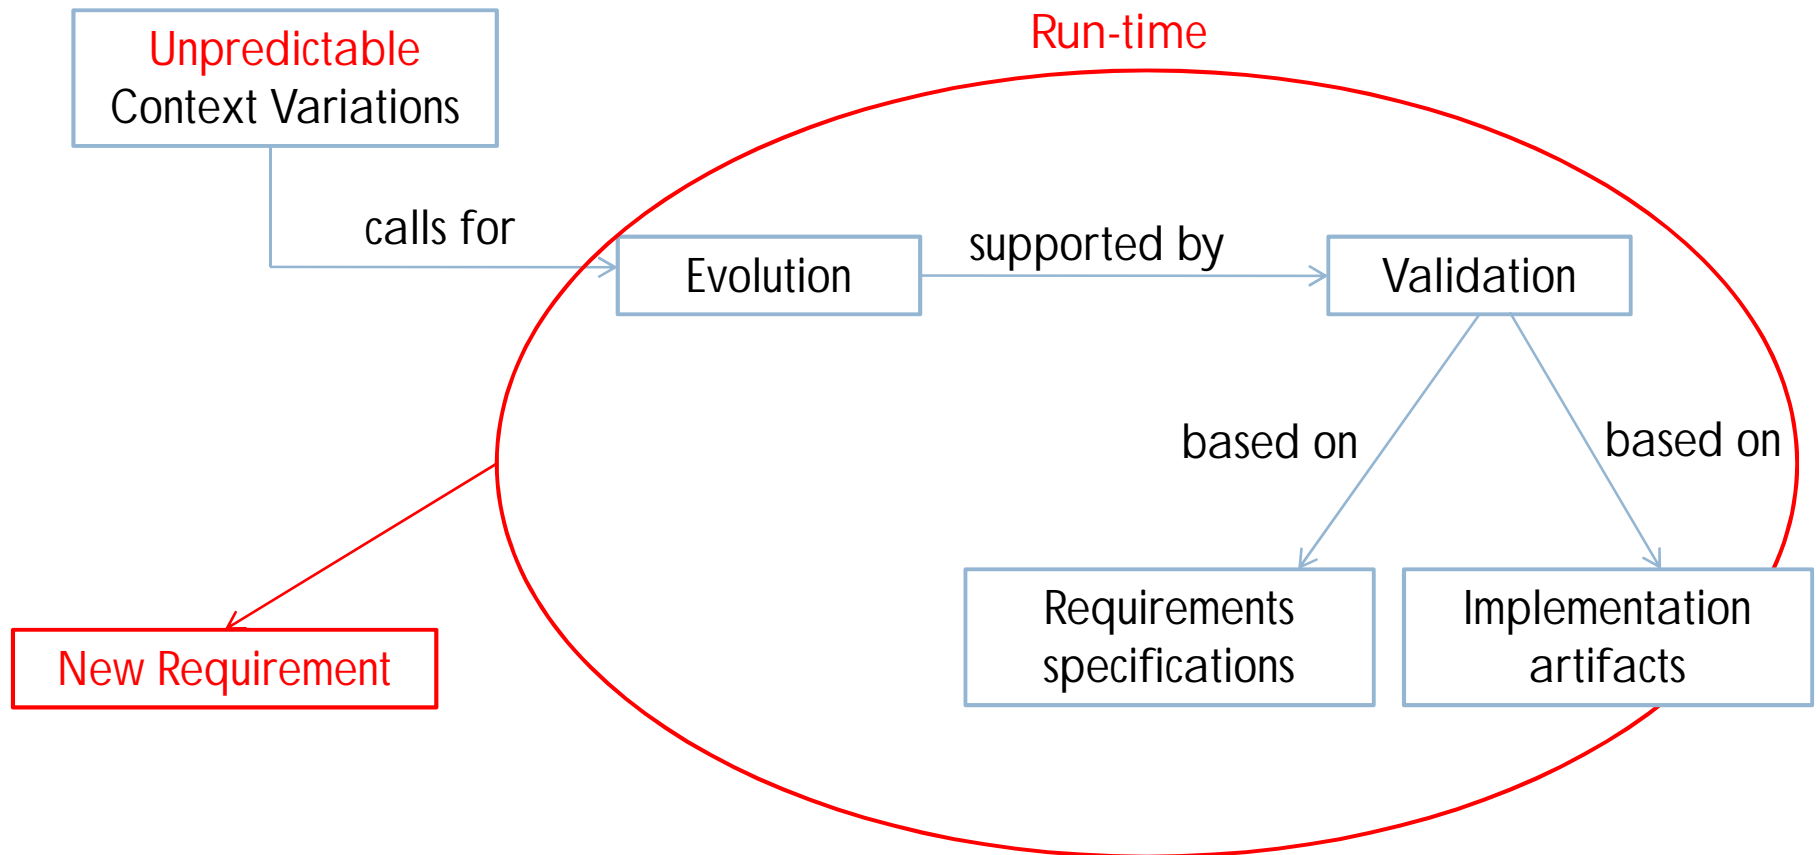 Unpredictable
Context Variations
Run-time
calls for
supported by
Evolution
Validation
based on
based on
Requirements
specifications
Implementation
artifacts
New Requirement